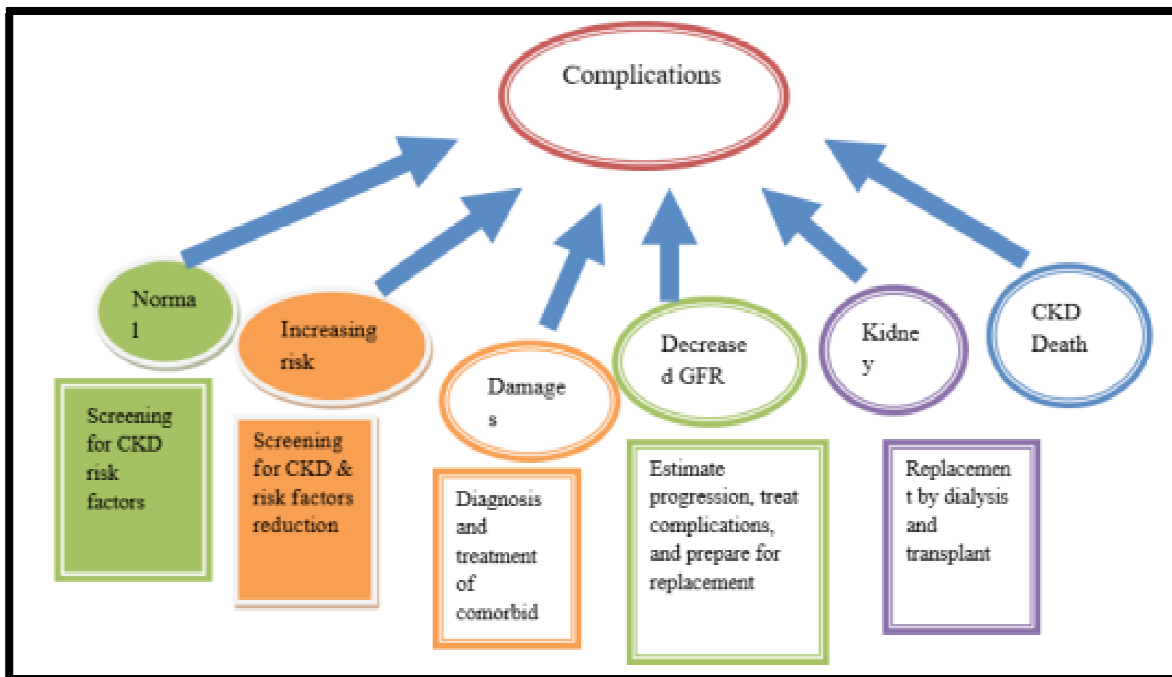 Complications
Norma
l
Increasing
risk
Damage
s
Decrease
d GFR
Kidne
y
CKD
Death
Screening
for CKD
risk
factors
Screening
for CKD &
risk factors
reduction
Diagnosis
and
treatment
of
comorbid
Estimate
progression, treat
complications,
and prepare for
replacement
Replacemen
t by dialysis
and
transplant